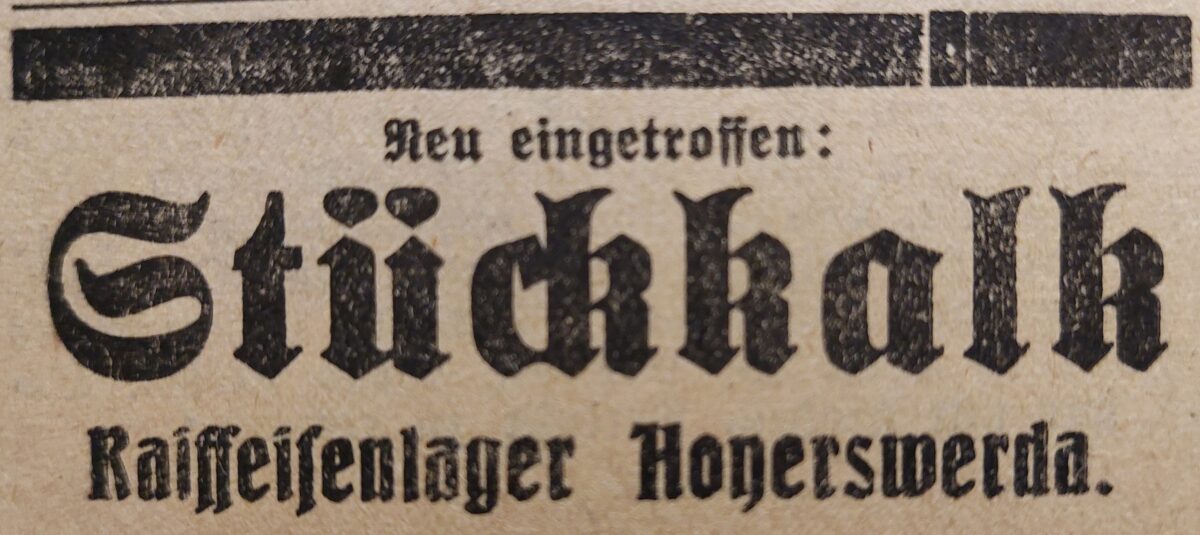 Neu eingetroffen:
Stückkalk
Raiffeisenlager Hoyerswerda.